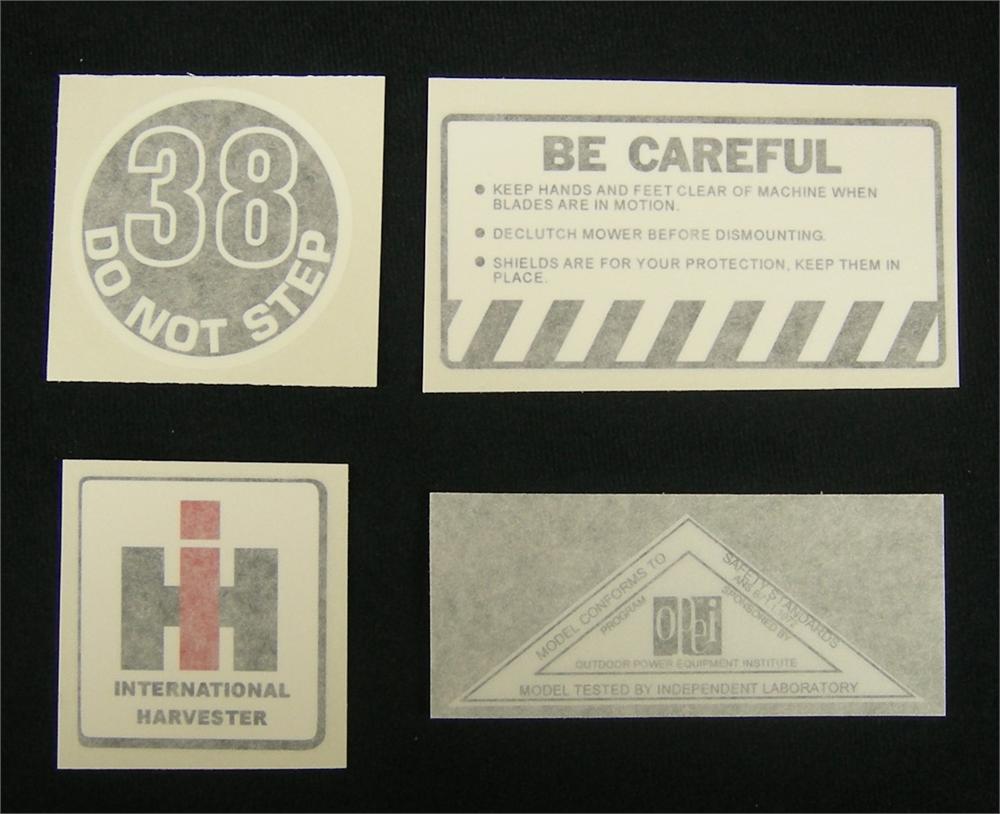 38
DO NOT STEP
BE CAREFUL
KEEP HANDS AND FEET CLEAR OF MACHINE WHEN
BLADES ARE IN MOTION.
DECLUTCH MOWER BEFORE DISMOUNTING.
SHIELDS ARE FOR YOUR PROTECTION, KEEP THEM IN
PLACE.
IH
INTERNATIONAL
HARVESTER
MODEL CONFORMS TO
SAFETY STANDARDS
PROGRAM
SPONSORED BY
OPEI
OUTDOOR POWER EQUIPMENT INSTITUTE
MODEL TESTED BY INDEPENDENT LABORATORY